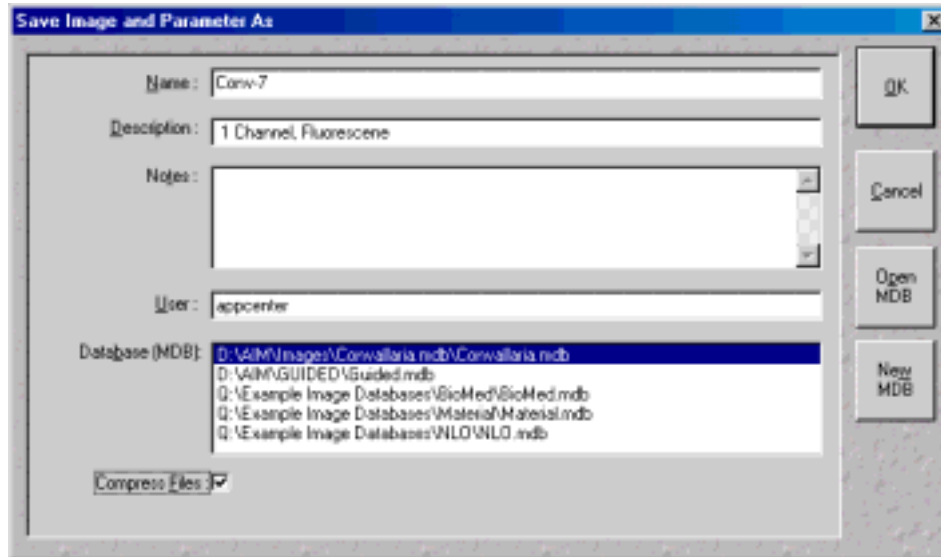 Save Image and Parameter As
Name : Conv-7
Description : 1 Channel, Fluorescene
Notes :
User : appcenter
Database (MDB): D:\AIM\Images\Convallaria.mdb\Convallaria.mdb
D:\AIM\GUIDED\Guided.mdb
Q:\Example Image Databases\BioMed\BioMed.mdb
Q:\Example Image Databases\Material\Material.mdb
Q:\Example Image Databases\NLO\NLO.mdb
Compress Files :
OK
Cancel
Open
MDB
New
MDB